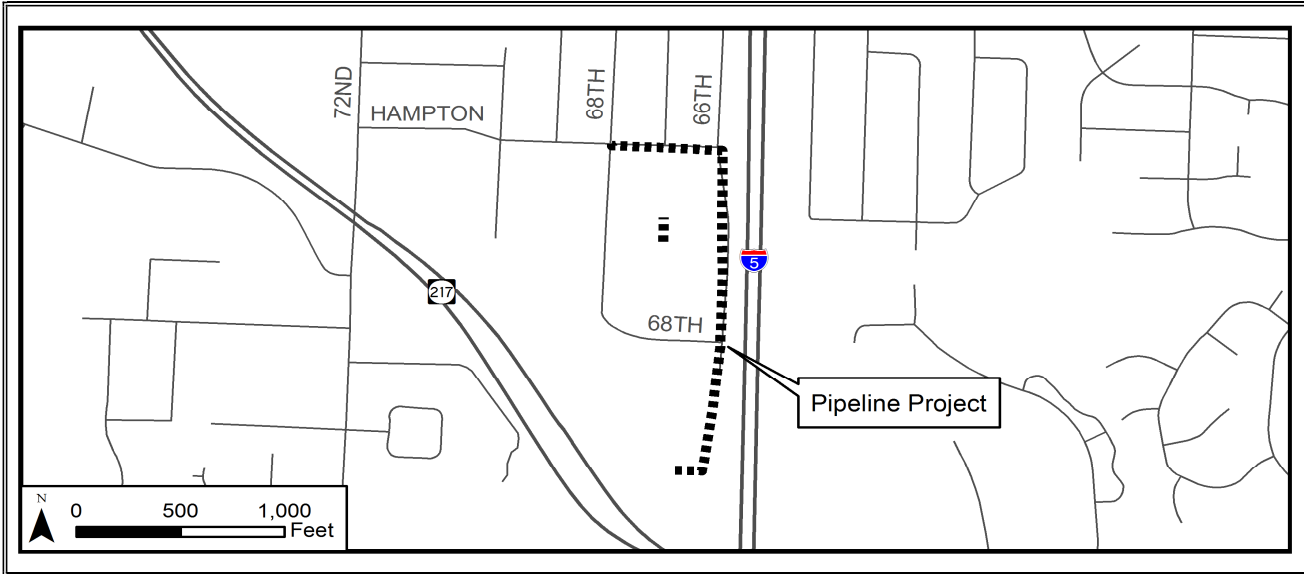 72ND
HAMPTON
68TH
66TH
5
217
68TH
Pipeline Project
N
0 500 1,000
Feet